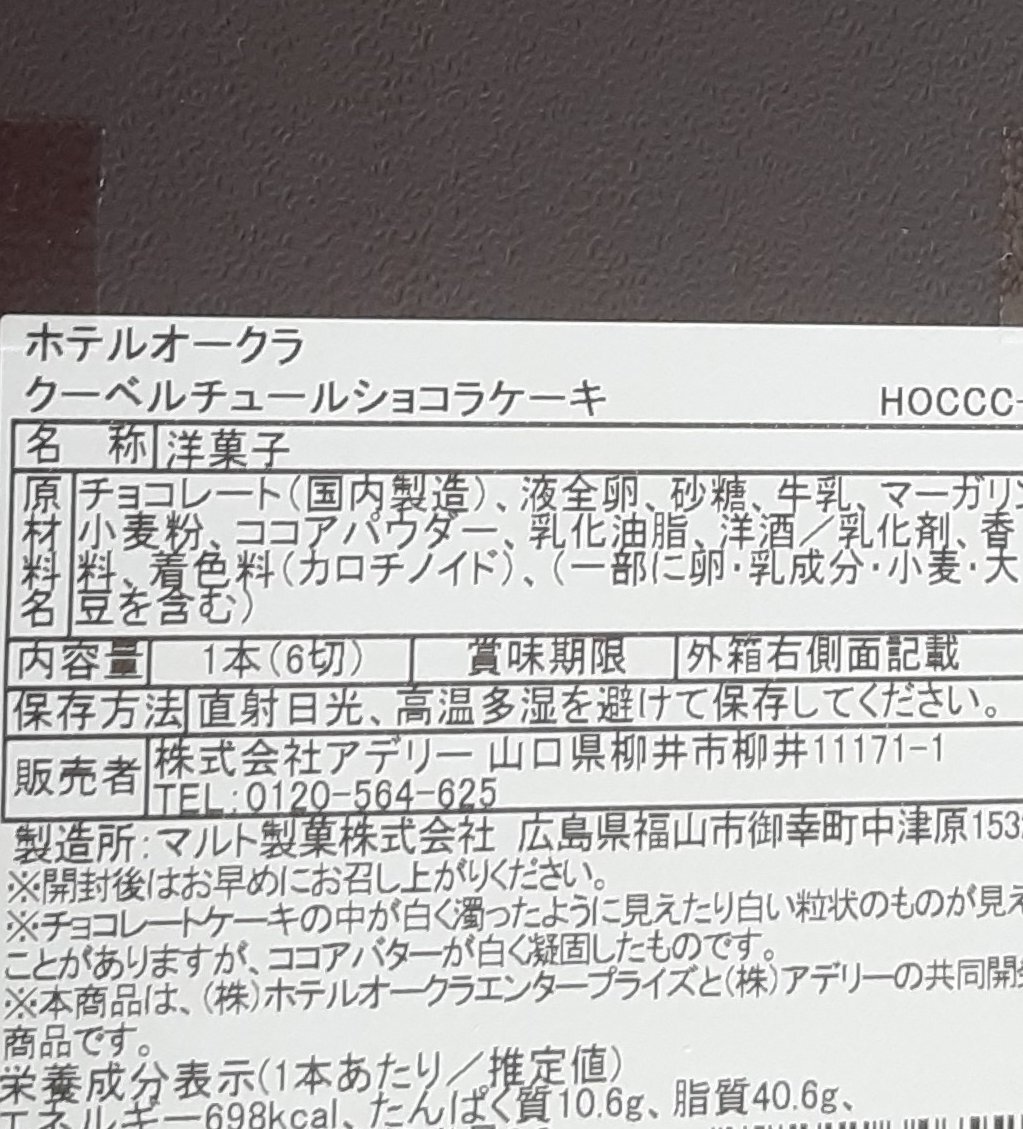 ホテルオークラ
クーベルチュールショコラケーキ HOCCC-
名 称 洋菓子
原材料名 チョコレート(国内製造)、液全卵、砂糖、牛乳、マーガリン
小麦粉、ココアパウダー、乳化油脂、洋酒/乳化剤、香
料、着色料(カロチノイド)、(一部に卵・乳成分・小麦・大
豆を含む)
内容量 1本(6切) 賞味期限 外箱右側面記載
保存方法 直射日光、高温多湿を避けて保存してください。
販売者 株式会社アデリー 山口県柳井市柳井11171-1
TEL:0120-564-625
製造所:マルト製菓株式会社 広島県福山市御幸町中津原153
※開封後はお早めにお召し上がりください。
※チョコレートケーキの中が白く濁ったように見えたり白い粒状のものが見え
ことがありますが、ココアバターが白く凝固したものです。
※本商品は、(株)ホテルオークラエンタープライズと(株)アデリーの共同開発
商品です。
栄養成分表示(1本あたり/推定値)
エネルギー698kcal、たんぱく質10.6g、脂質40.6g、